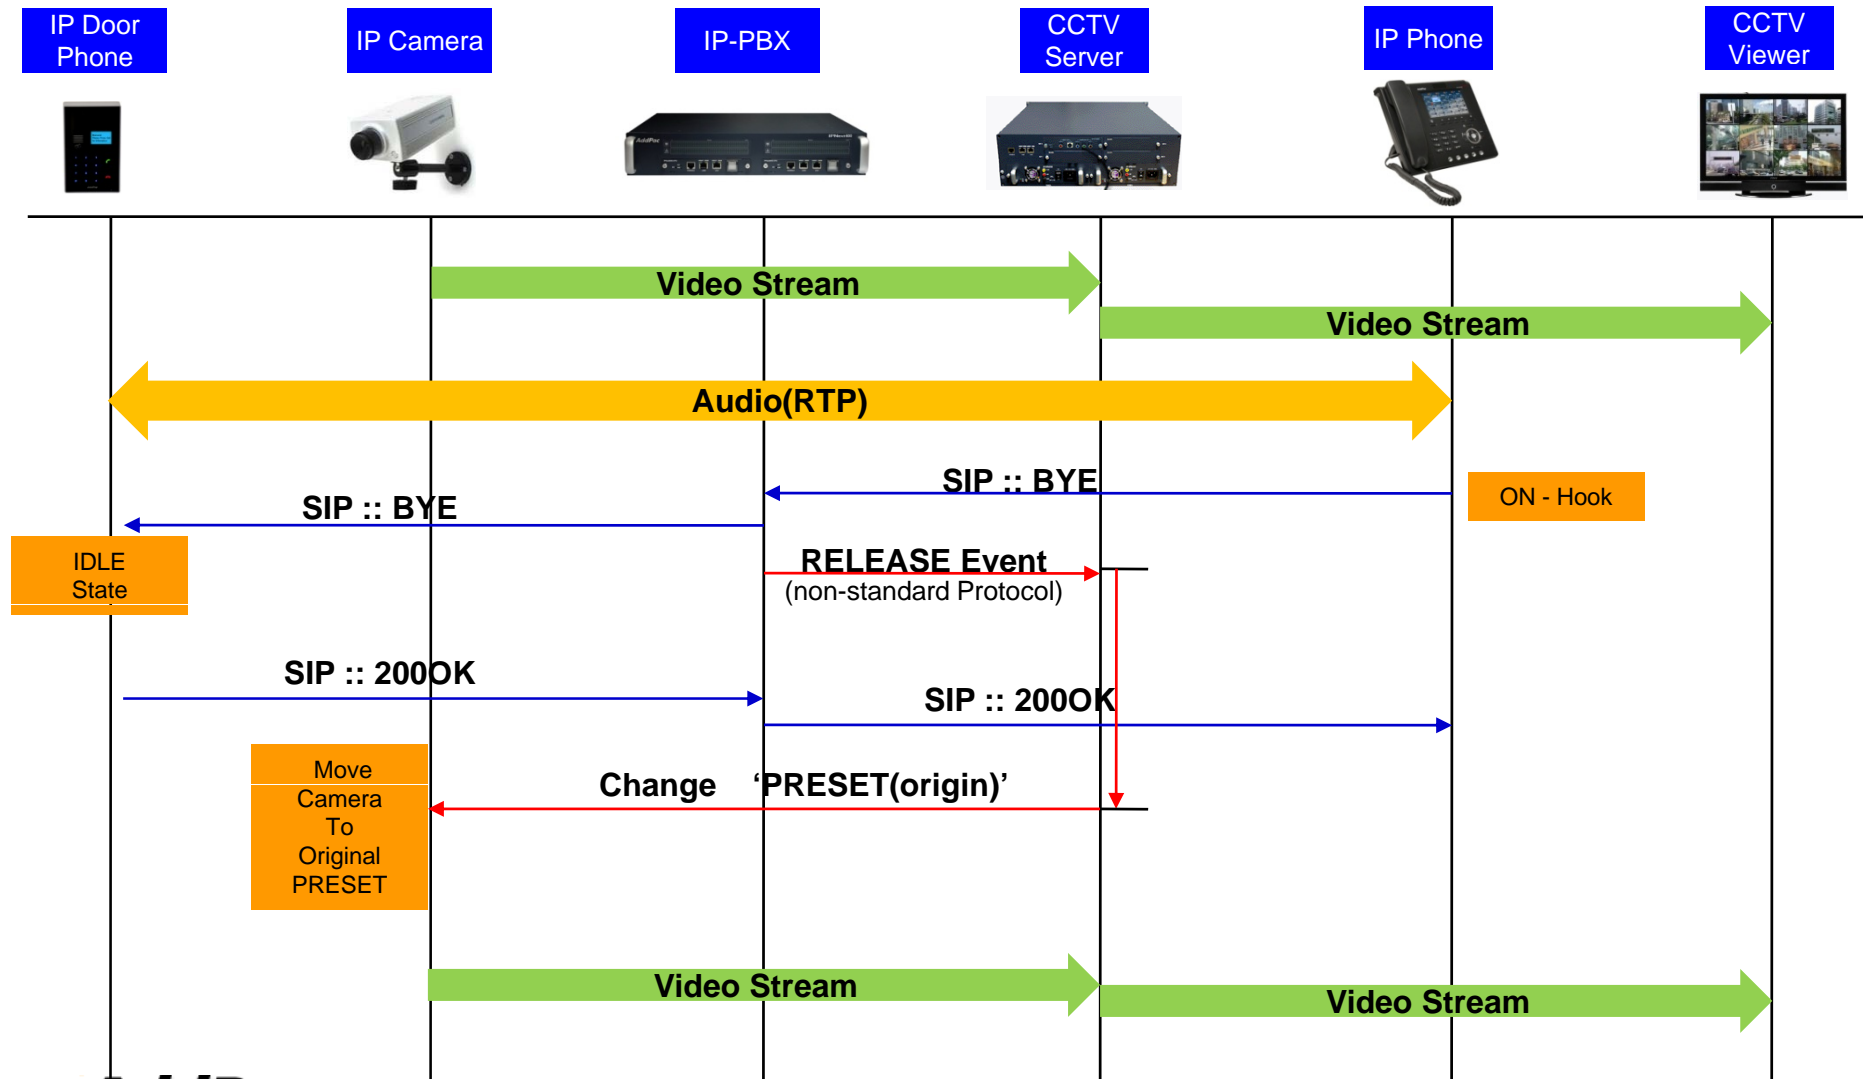 IP Door
Phone
IP Camera
IP-PBX
CCTV
Server
IP Phone
CCTV
Viewer
AddPac
Video Stream
Video Stream
Audio(RTP)
SIP :: BYE
ON - Hook
SIP :: BYE
IDLE
State
RELEASE Event
(non-standard Protocol)
SIP :: 200OK
SIP :: 200OK
Move
Camera
To
Original
PRESET
Change ‘PRESET(origin)’
Video Stream
Video Stream